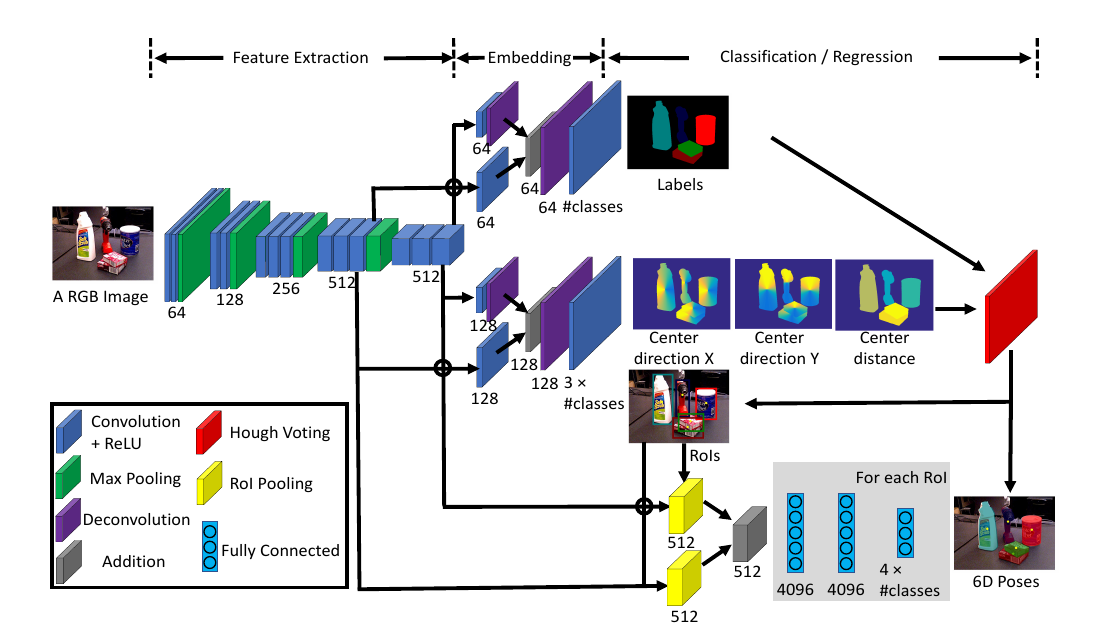 Feature Extraction
Embedding
Classification / Regression
64
64
64
64
#classes
Labels
A RGB Image
64
128
256
512
512
128
128
128
128
3 ×
#classes
Center
direction X
Center
direction Y
Center
distance
RoIs
Convolution
+ ReLU
Max Pooling
Deconvolution
Addition
Hough Voting
RoI Pooling
Fully Connected
512
512
512
For each RoI
4096
4096
4 ×
#classes
6D Poses